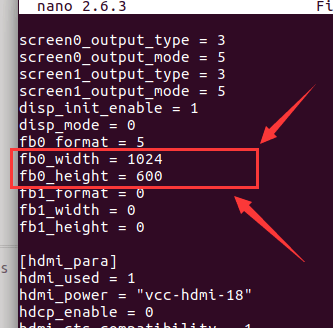 nano 2.6.3 Fi
screen0_output_type = 3
screen0_output_mode = 5
screen1_output_type = 3
screen1_output_mode = 5
disp_init_enable = 1
disp_mode = 0
fb0_format = 5
fb0_width = 1024
fb0_height = 600
fb1_format = 0
fb1_width = 0
fb1_height = 0
[hdmi_para]
hdmi_used = 1
hdmi_power = "vcc-hdmi-18"
hdcp_enable = 0
s